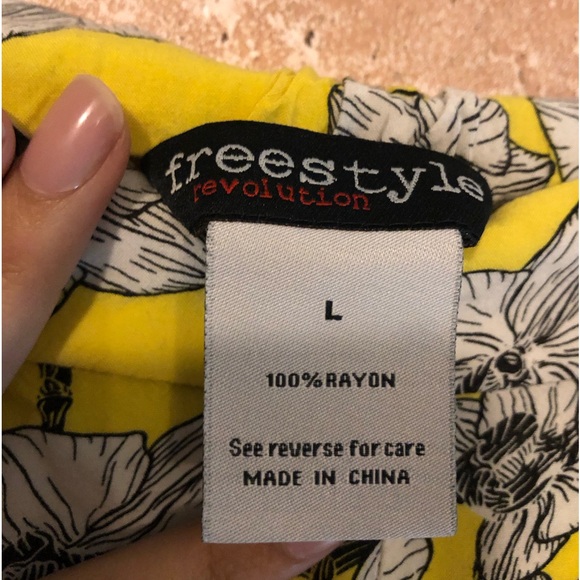 freestyle
revolution
L
100% RAYON
See reverse for care
MADE IN CHINA